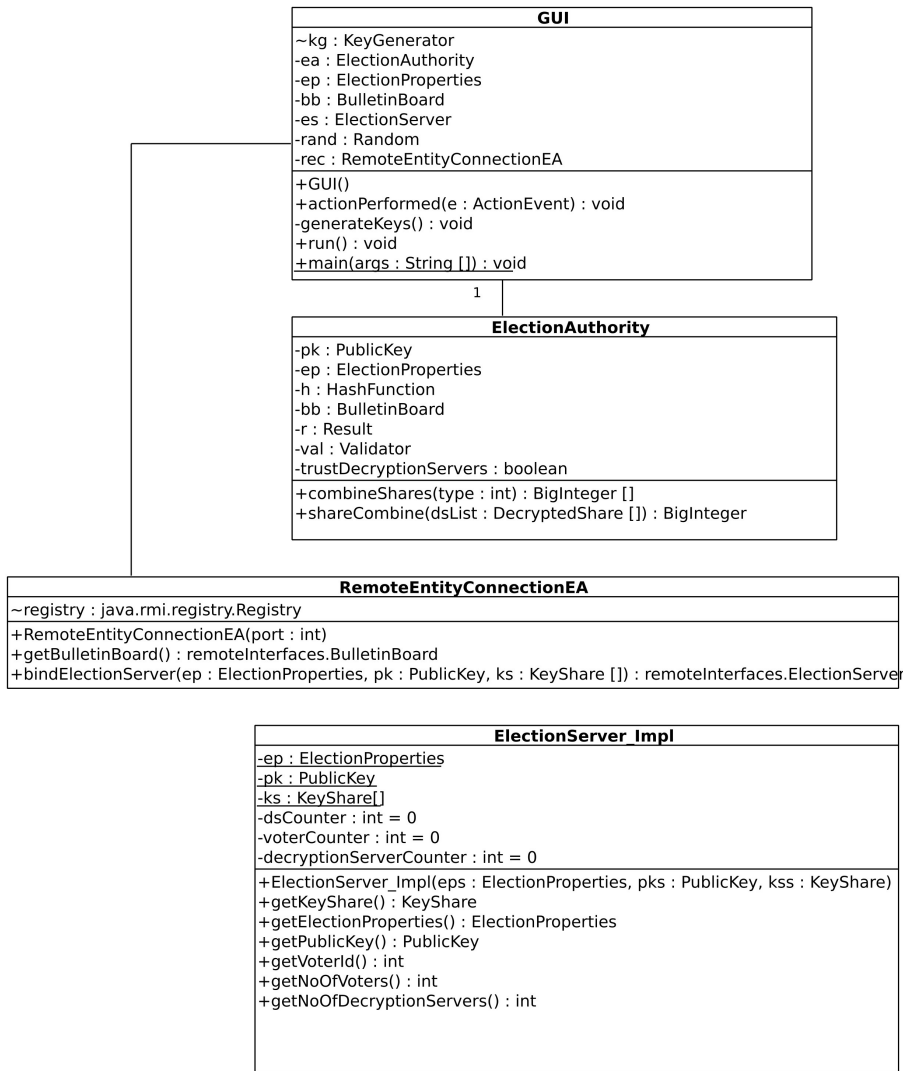 GUI
~kg : KeyGenerator
-ea : ElectionAuthority
-ep : ElectionProperties
-bb : BulletinBoard
-es : ElectionServer
-rand : Random
-rec : RemoteEntityConnectionEA
+GUI()
+actionPerformed(e : ActionEvent) : void
-generateKeys() : void
+run() : void
+main(args : String []) : void
1
ElectionAuthority
-pk : PublicKey
-ep : ElectionProperties
-h : HashFunction
-bb : BulletinBoard
-r : Result
-val : Validator
-trustDecryptionServers : boolean
+combineShares(type : int) : BigInteger []
+shareCombine(dsList : DecryptedShare []) : BigInteger
RemoteEntityConnectionEA
~registry : java.rmi.registry.Registry
+RemoteEntityConnectionEA(port : int)
+getBulletinBoard() : remoteInterfaces.BulletinBoard
+bindElectionServer(ep : ElectionProperties, pk : PublicKey, ks : KeyShare []) : remoteInterfaces.ElectionServer
ElectionServer_Impl
-ep : ElectionProperties
-pk : PublicKey
-ks : KeyShare[]
-dsCounter : int = 0
-voterCounter : int = 0
-decryptionServerCounter : int = 0
+ElectionServer_Impl(eps : ElectionProperties, pks : PublicKey, kss : KeyShare)
+getKeyShare() : KeyShare
+getElectionProperties() : ElectionProperties
+getPublicKey() : PublicKey
+getVoterId() : int
+getNoOfVoters() : int
+getNoOfDecryptionServers() : int